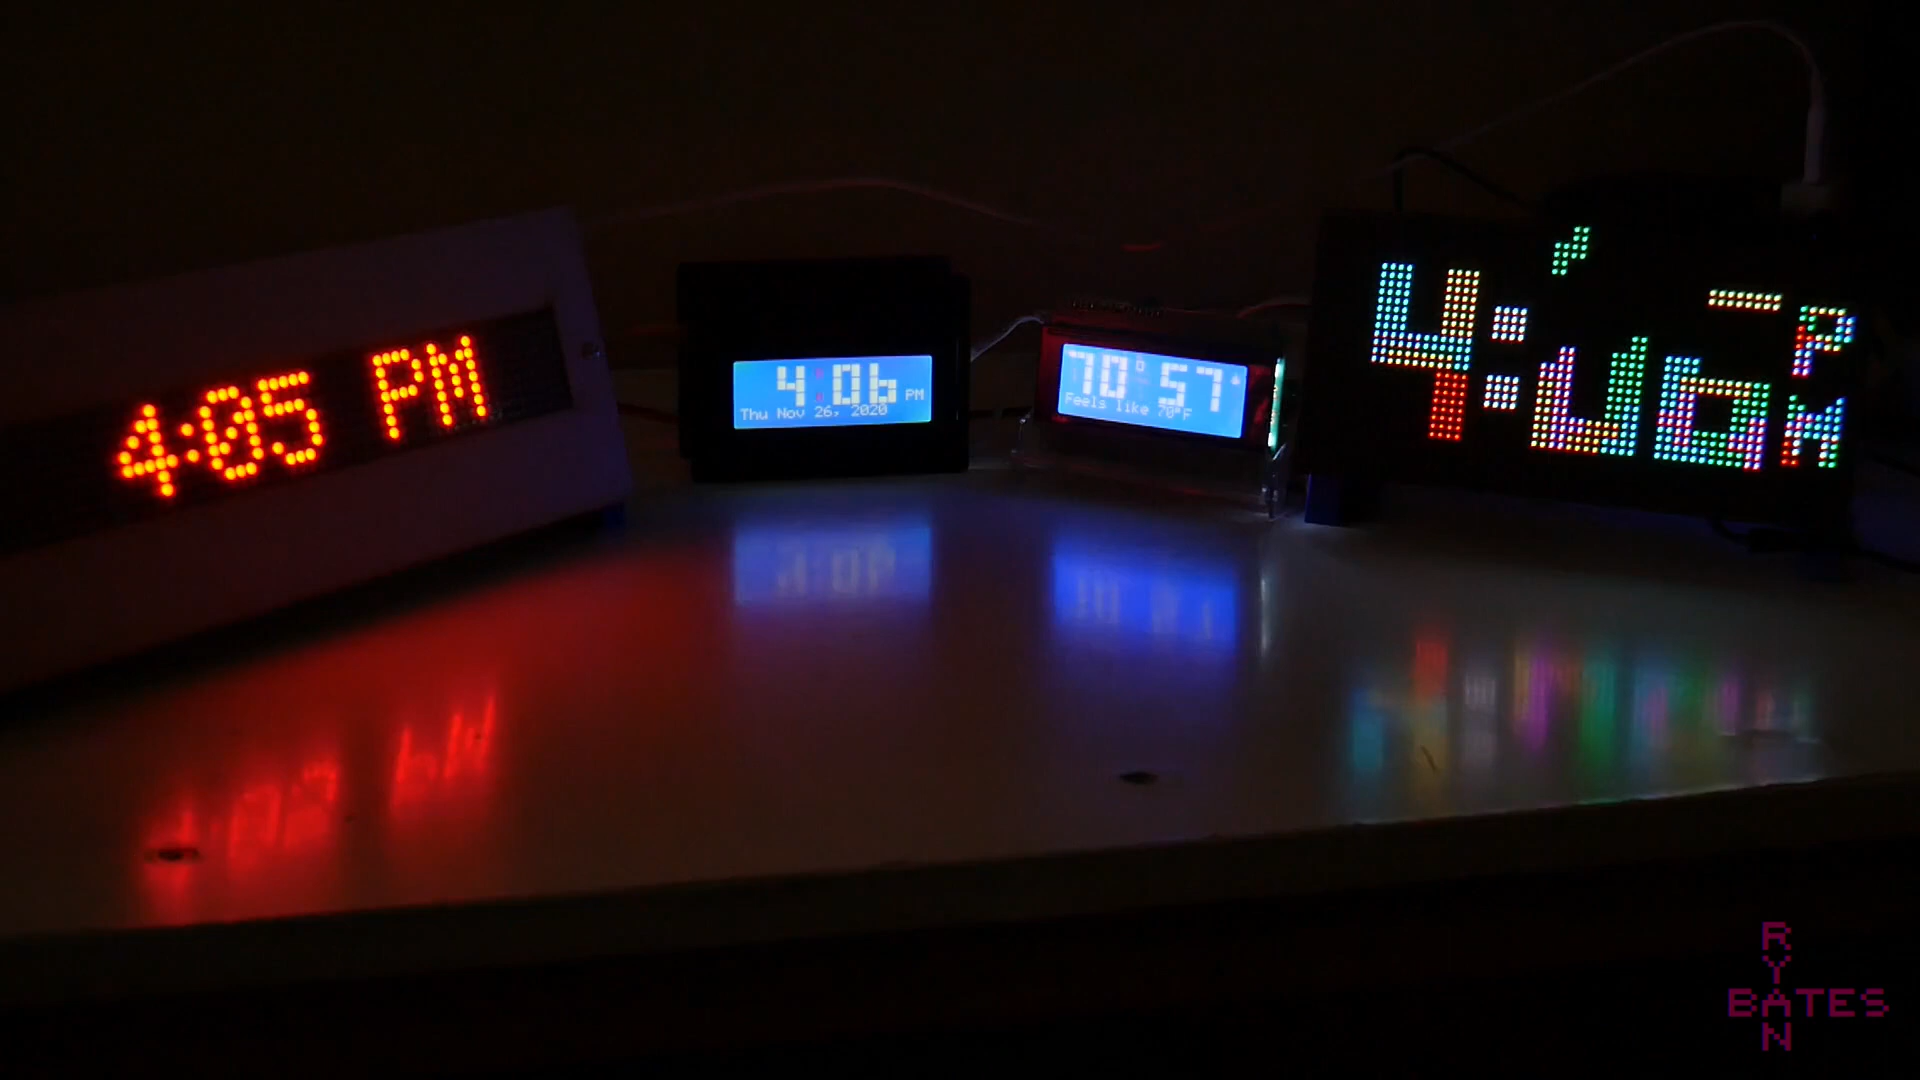 4:05 PM
4:06 PM
Thu Nov 26, 2020
70° 57
Feels like 70°F
4:06 PM
RYAN
BATES